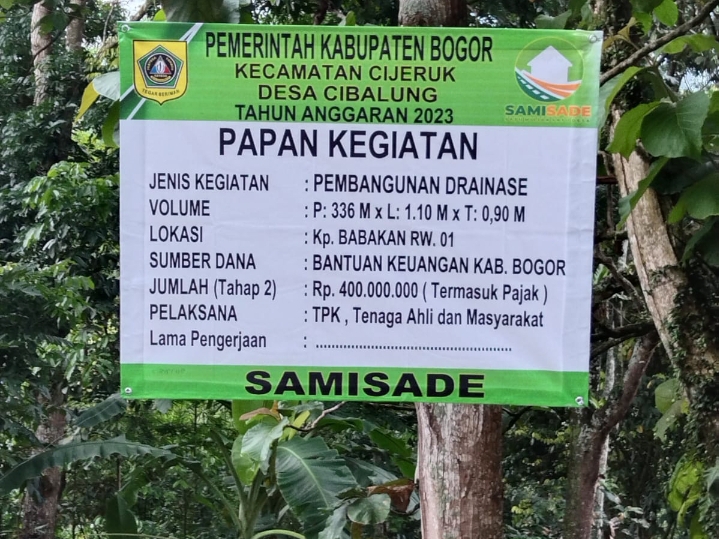 PEMERINTAH KABUPATEN BOGOR
KECAMATAN CIJERUK
DESA CIBALUNG
TAHUN ANGGARAN 2023
TEGAR BERIMAN
SAMISADE
PAPAN KEGIATAN
JENIS KEGIATAN : PEMBANGUNAN DRAINASE
VOLUME : P: 336 M x L: 1.10 M x T: 0,90 M
LOKASI : Kp. BABAKAN RW. 01
SUMBER DANA : BANTUAN KEUANGAN KAB. BOGOR
JUMLAH (Tahap 2) : Rp. 400.000.000 ( Termasuk Pajak )
PELAKSANA : TPK , Tenaga Ahli dan Masyarakat
Lama Pengerjaan : ....................................................
SAMISADE